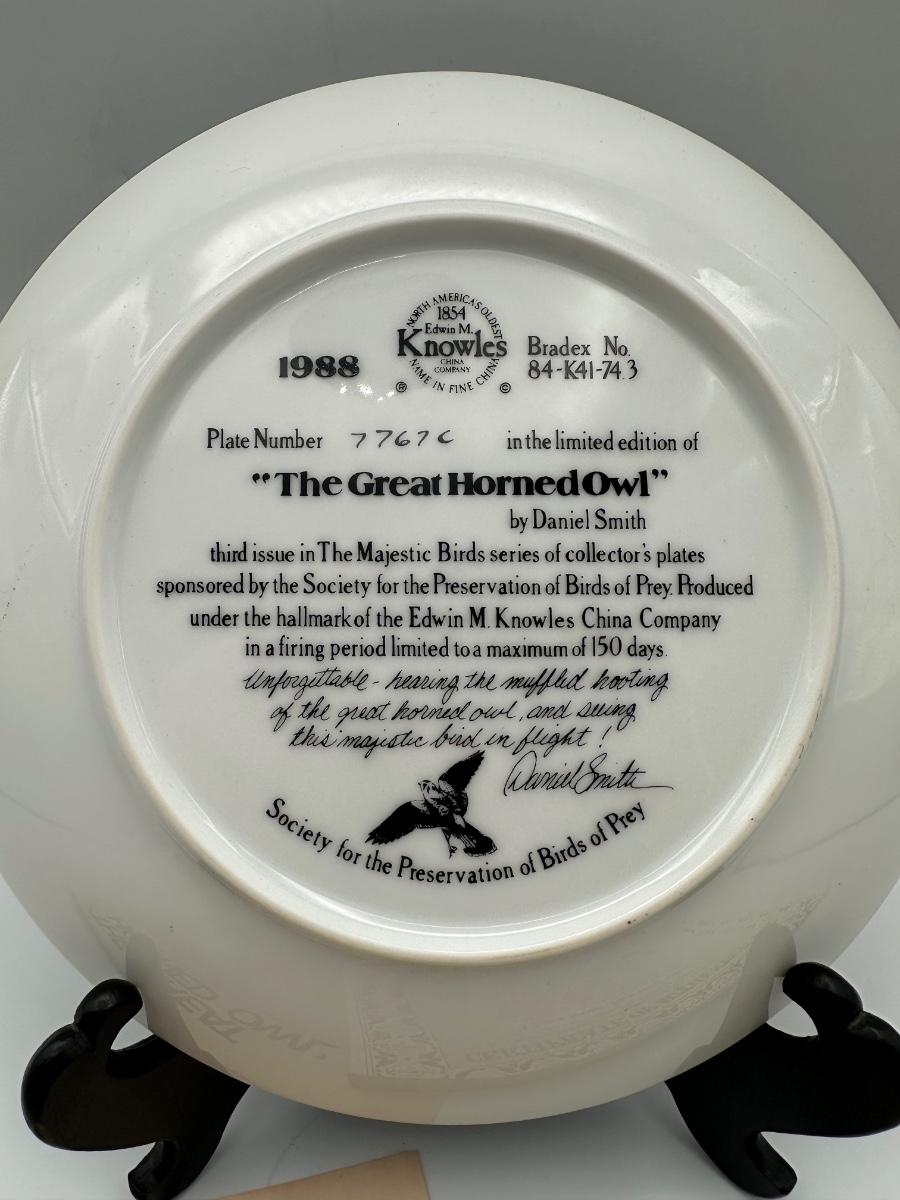 NORTH AMERICA'S OLDEST
1854
Edwin M.
Knowles
CHINA
COMPANY
NAME IN FINE CHINA
® ©
1988
Bradex No.
84-K41-74.3
Plate Number 7767C in the limited edition of
"The Great Horned Owl"
by Daniel Smith
third issue in The Majestic Birds series of collector's plates
sponsored by the Society for the Preservation of Birds of Prey. Produced
under the hallmark of the Edwin M. Knowles China Company
in a firing period limited to a maximum of 150 days.
Unforgettable - hearing the muffled hooting
of the great horned owl, and seeing
this majestic bird in flight!
Daniel Smith
Society for the Preservation of Birds of Prey